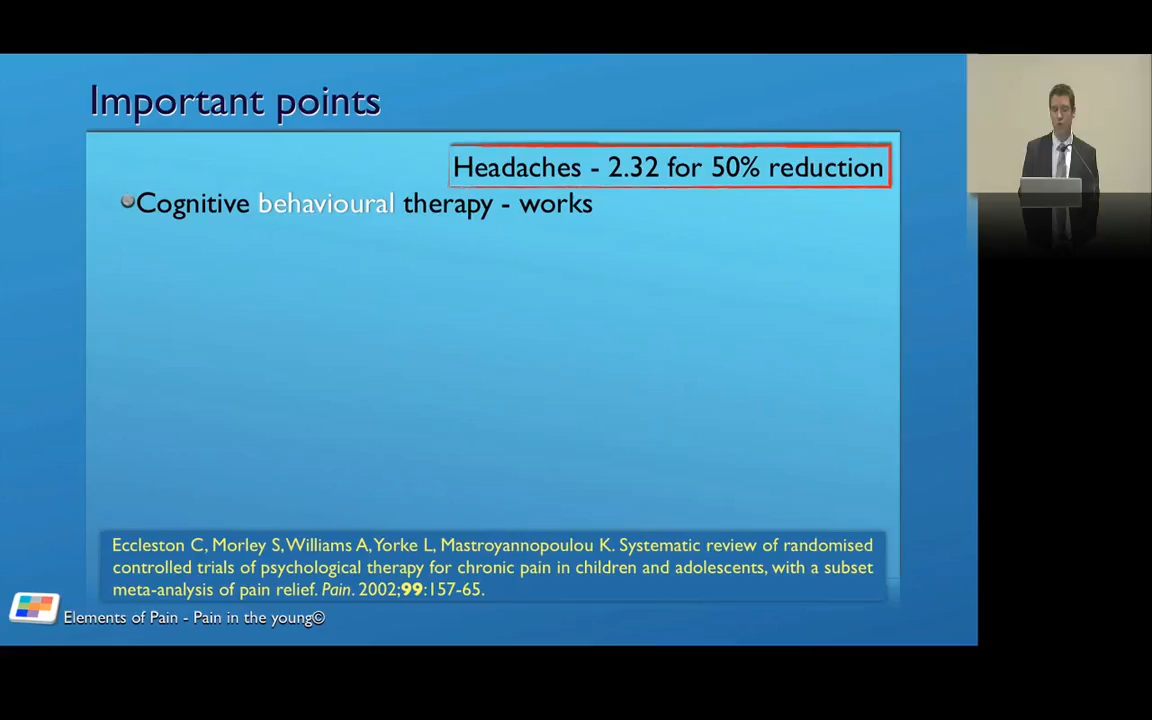 Important points
Headaches - 2.32 for 50% reduction
Cognitive behavioural therapy - works
Eccleston C, Morley S, Williams A, Yorke L, Mastroyannopoulou K. Systematic review of randomised
controlled trials of psychological therapy for chronic pain in children and adolescents, with a subset
meta-analysis of pain relief. Pain. 2002;99:157-65.
Elements of Pain - Pain in the young©